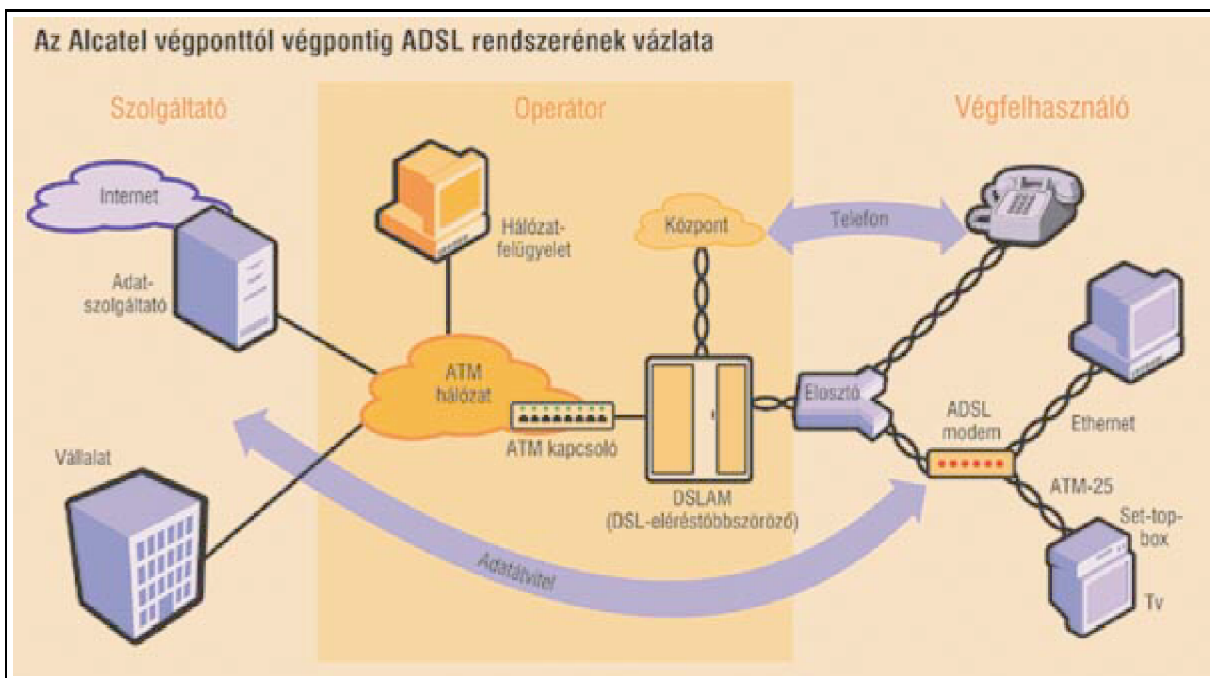 Az Alcatel végponttól végpontig ADSL rendszerének vázlata
Szolgáltató
Operátor
Végfelhasználó
Internet
Adat-
szolgáltató
Vállalat
Hálózat-
felügyelet
ATM
hálózat
ATM kapcsoló
Központ
Telefon
DSLAM
(DSL-eléréstöbbszöröző)
Elosztó
ADSL
modem
Ethernet
ATM-25
Set-top-
box
Tv
Adatátvitel